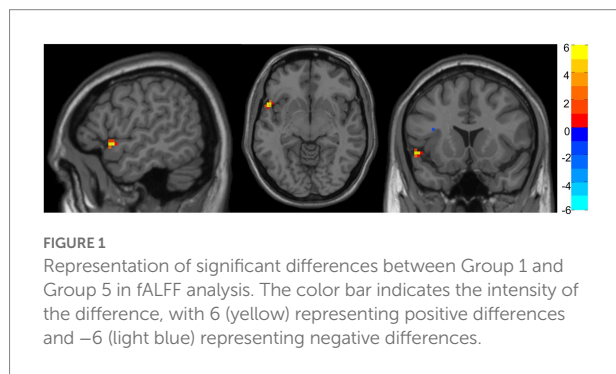 6
4
2
0
-2
-4
-6
FIGURE 1
Representation of significant differences between Group 1 and
Group 5 in fALFF analysis. The color bar indicates the intensity of
the difference, with 6 (yellow) representing positive differences
and −6 (light blue) representing negative differences.